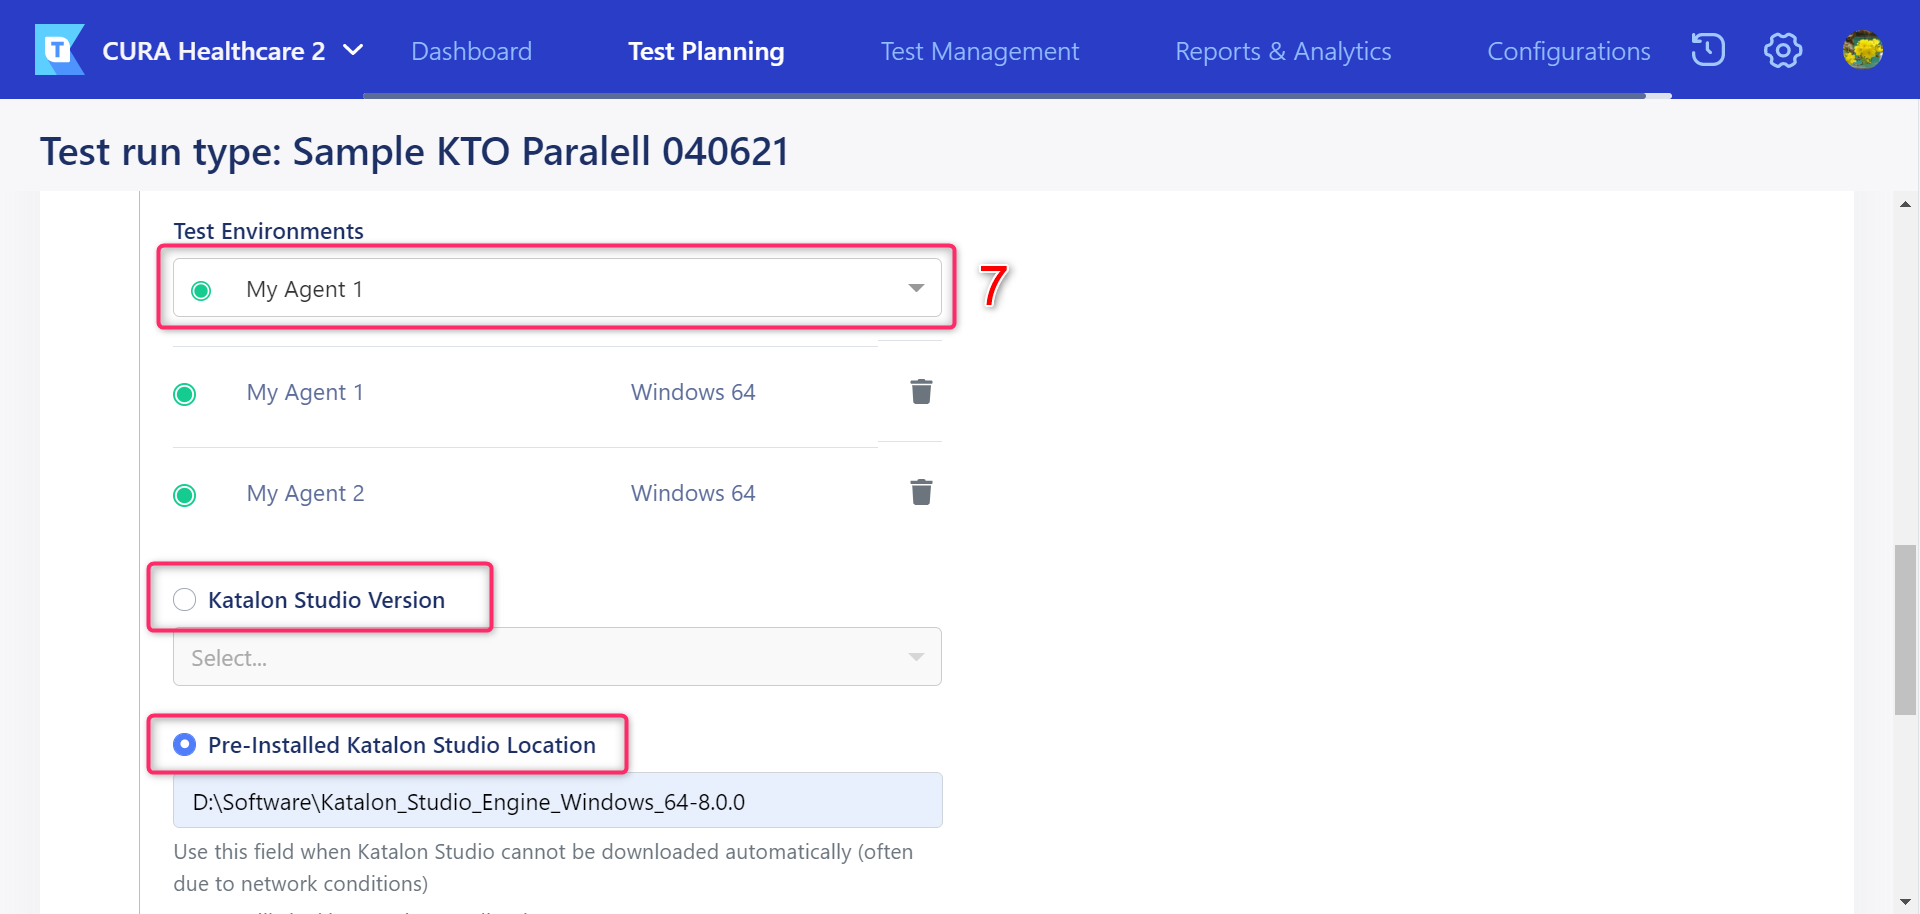 T
CURA Healthcare 2
Dashboard
Test Planning
Test Management
Reports & Analytics
Configurations
Test run type: Sample KTO Paralell 040621
Test Environments
My Agent 1
7
My Agent 1 Windows 64
My Agent 2 Windows 64
Katalon Studio Version
Select...
Pre-Installed Katalon Studio Location
D:\Software\Katalon_Studio_Engine_Windows_64-8.0.0
Use this field when Katalon Studio cannot be downloaded automatically (often
due to network conditions)